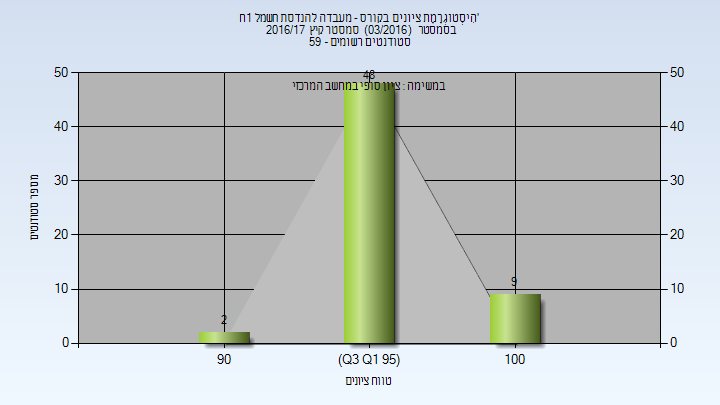 היסטוגרמת ציונים בקורס - מעבדה להנדסת חשמל 1ח'
בסמסטר (03/2016) סמסטר קיץ 2016/17
סטודנטים רשומים - 59
במשימה : ציון סופי במחשב המרכזי
מספר סטודנטים
50
40
30
20
10
0
50
40
30
20
10
0
2
48
9
90
(Q3 Q1 95)
100
טווח ציונים